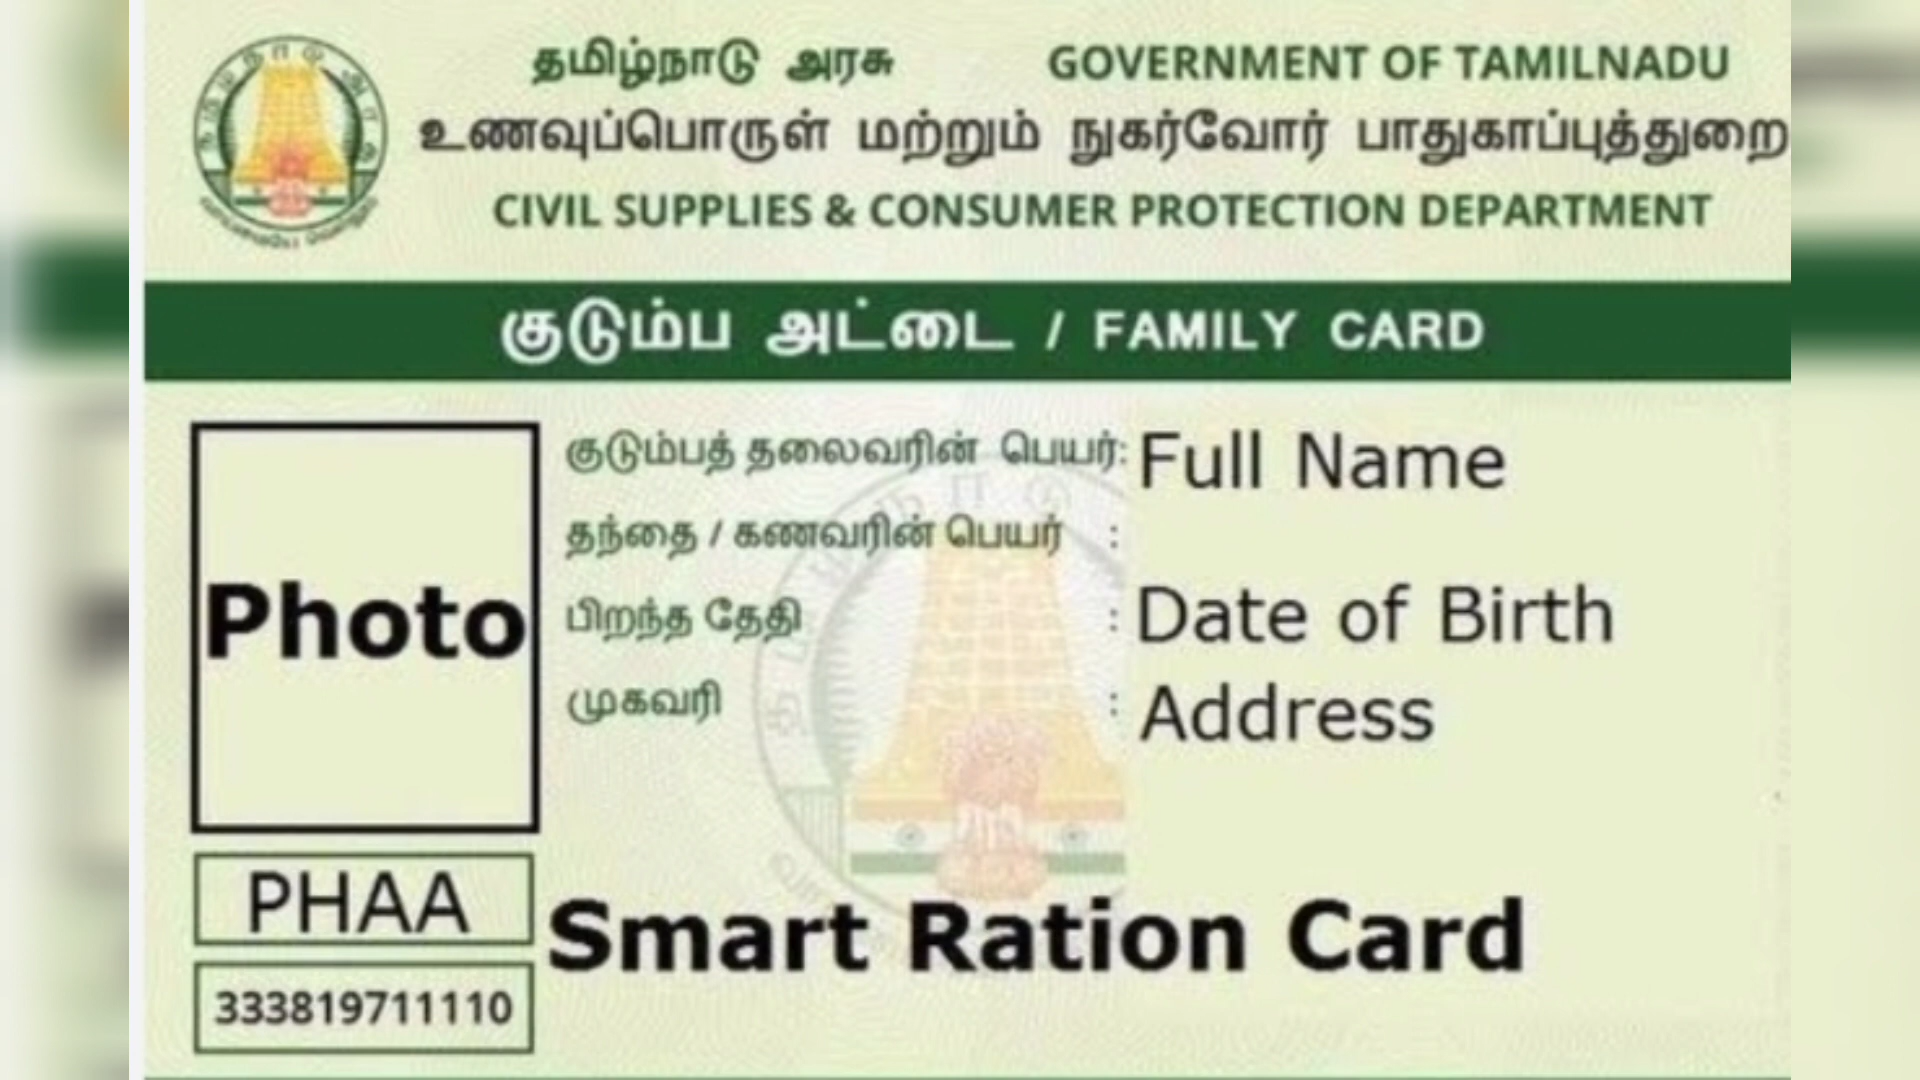 தமிழ்நாடு அரசு GOVERNMENT OF TAMILNADU
உணவுப்பொருள் மற்றும் நுகர்வோர் பாதுகாப்புத்துறை
CIVIL SUPPLIES & CONSUMER PROTECTION DEPARTMENT
குடும்ப அட்டை / FAMILY CARD
குடும்பத் தலைவரின் பெயர்: Full Name
தந்தை / கணவரின் பெயர் :
Photo
பிறந்த தேதி : Date of Birth
முகவரி : Address
PHAA
Smart Ration Card
333819711110